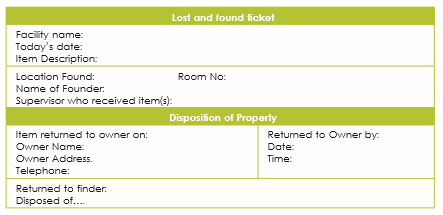 Lost and found ticket
Facility name:
Today's date:
Item Description:
Location Found: Room No:
Name of Founder:
Supervisor who received item(s):
Disposition of Property
Item returned to owner on:
Owner Name:
Owner Address.
Telephone:
Returned to Owner by:
Date:
Time:
Returned to finder:
Disposed of....